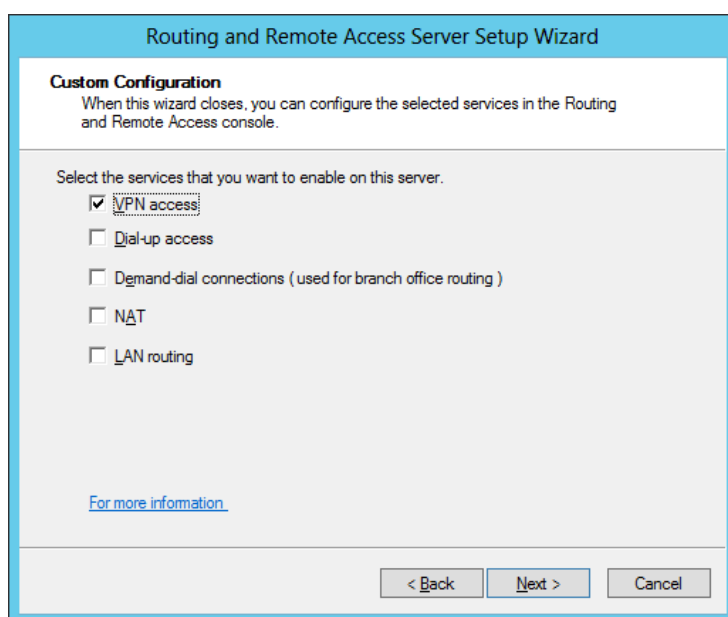 Routing and Remote Access Server Setup Wizard
Custom Configuration
When this wizard closes, you can configure the selected services in the Routing
and Remote Access console.
Select the services that you want to enable on this server.
VPN access
Dial-up access
Demand-dial connections ( used for branch office routing )
NAT
LAN routing
For more information
< Back Next > Cancel